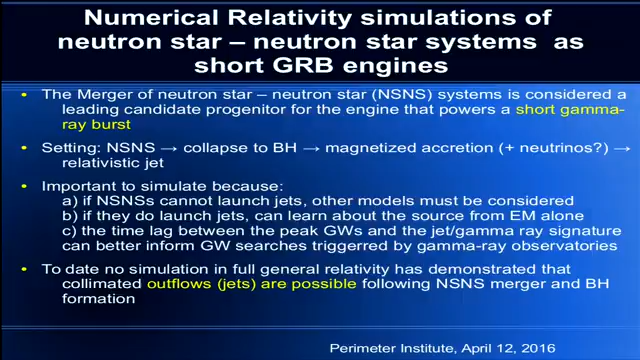 Numerical Relativity simulations of
neutron star – neutron star systems as
short GRB engines
• The Merger of neutron star – neutron star (NSNS) systems is considered a
leading candidate progenitor for the engine that powers a short gamma-
ray burst
• Setting: NSNS → collapse to BH → magnetized accretion (+ neutrinos?) →
relativistic jet
• Important to simulate because:
a) if NSNSs cannot launch jets, other models must be considered
b) if they do launch jets, can learn about the source from EM alone
c) the time lag between the peak GWs and the jet/gamma ray signature
can better inform GW searches triggerred by gamma-ray observatories
• To date no simulation in full general relativity has demonstrated that
collimated outflows (jets) are possible following NSNS merger and BH
formation
Perimeter Institute, April 12, 2016